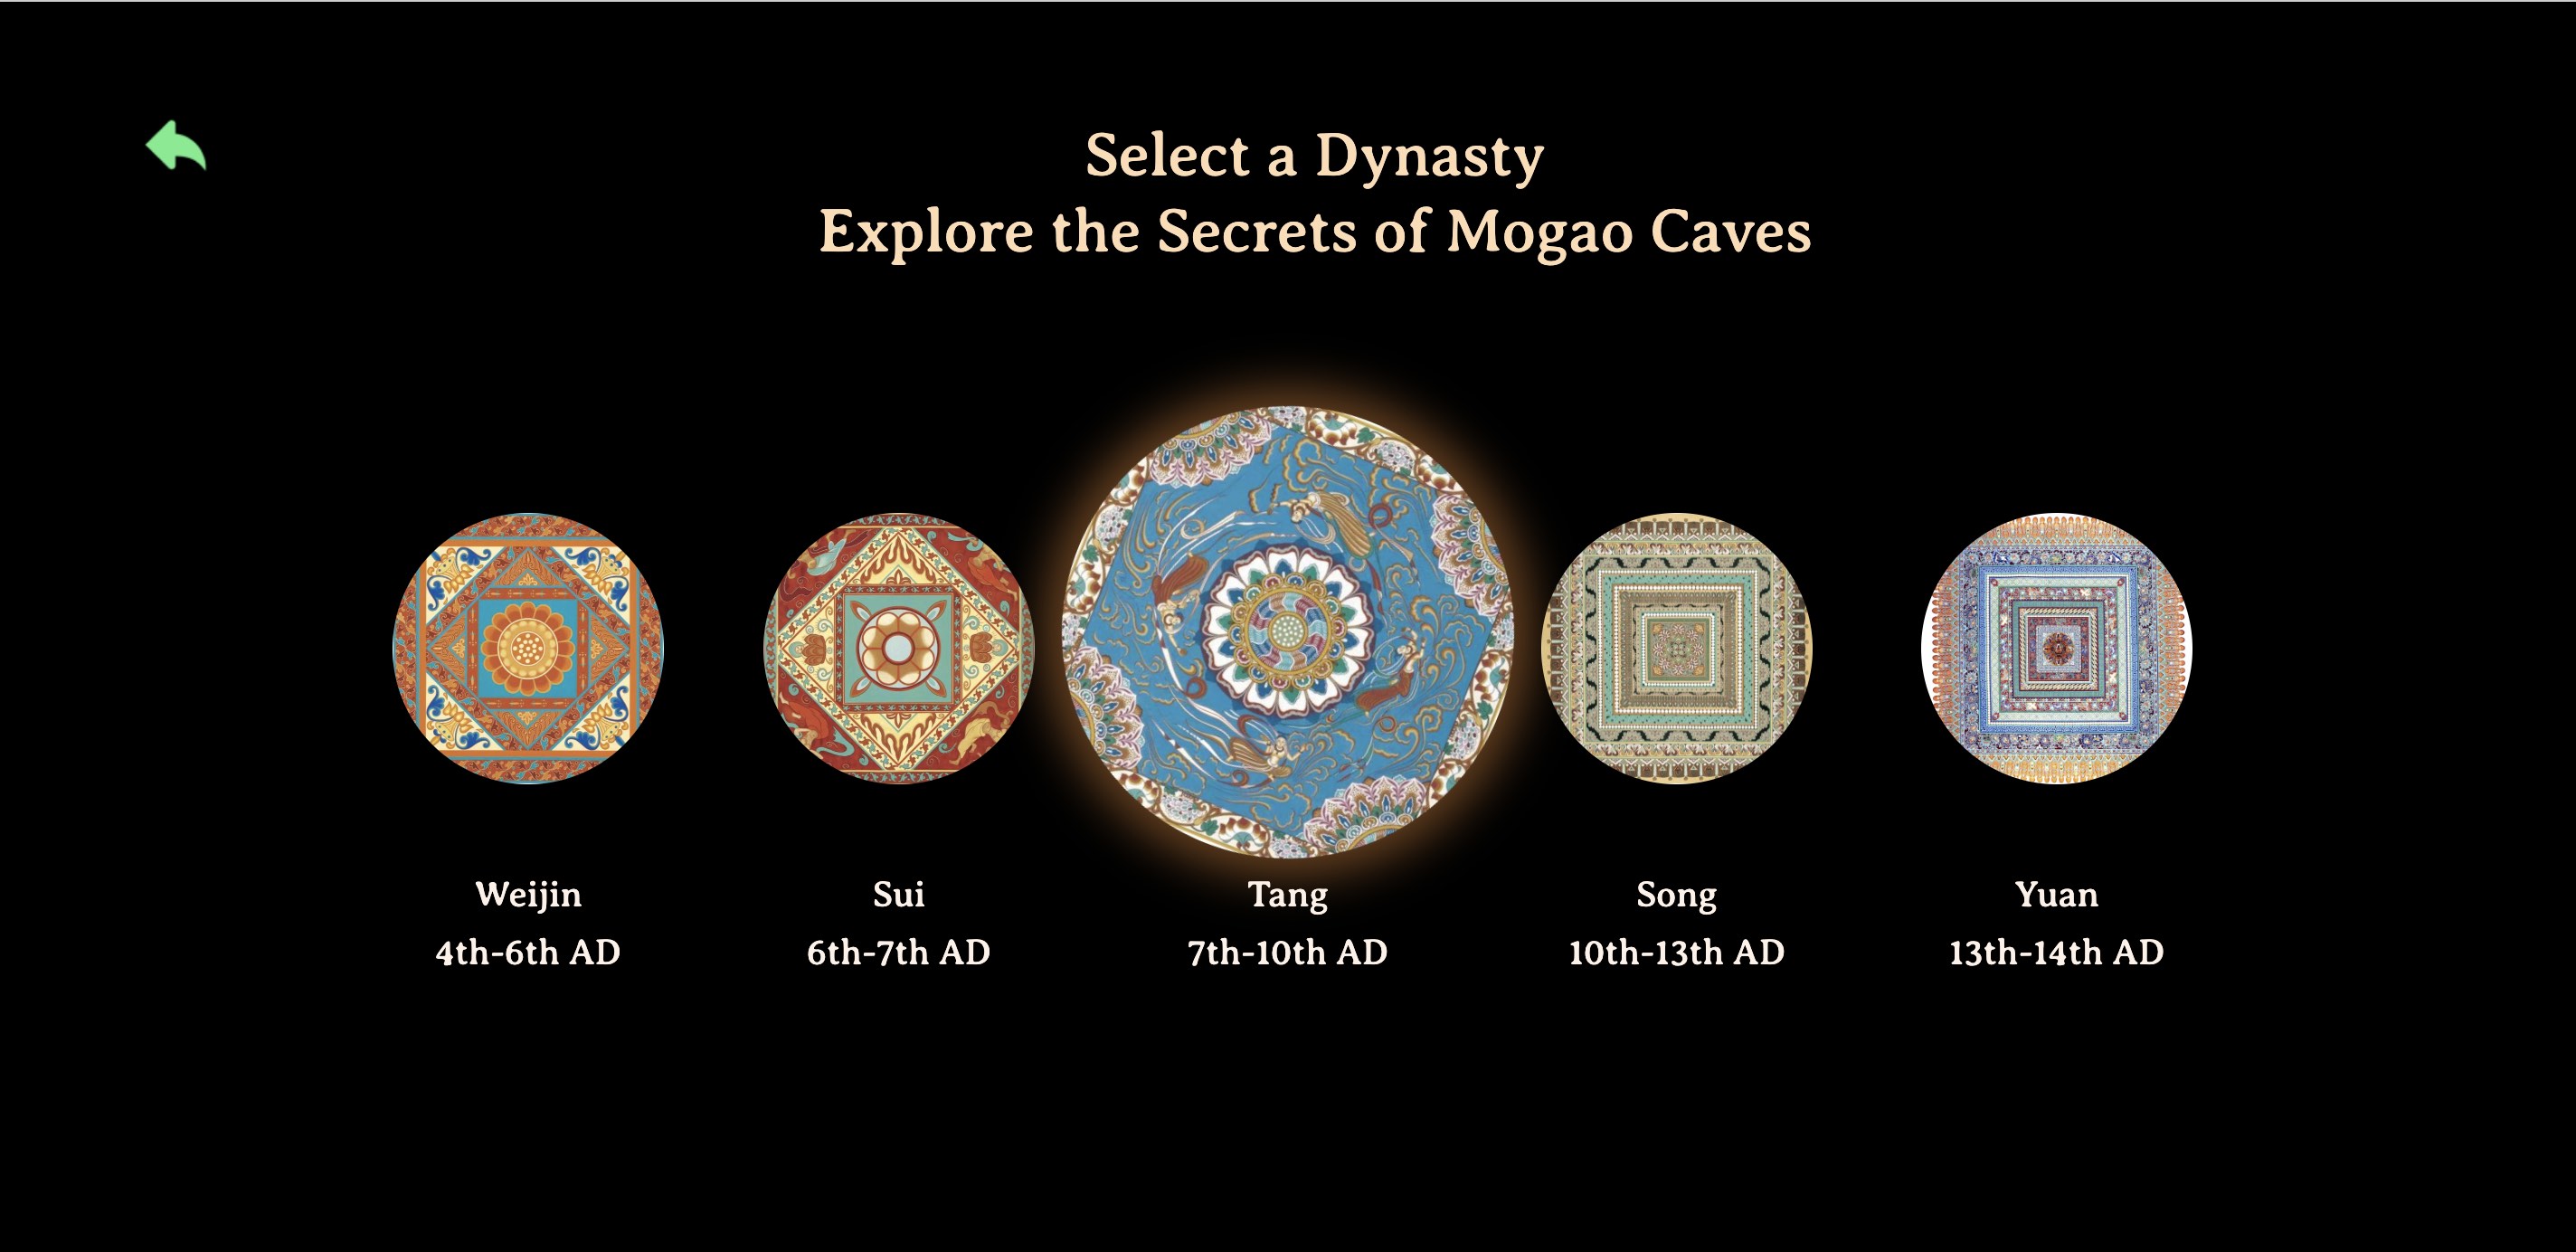 Select a Dynasty
Explore the Secrets of Mogao Caves
Weijin
4th-6th AD
Sui
6th-7th AD
Tang
7th-10th AD
Song
10th-13th AD
Yuan
13th-14th AD